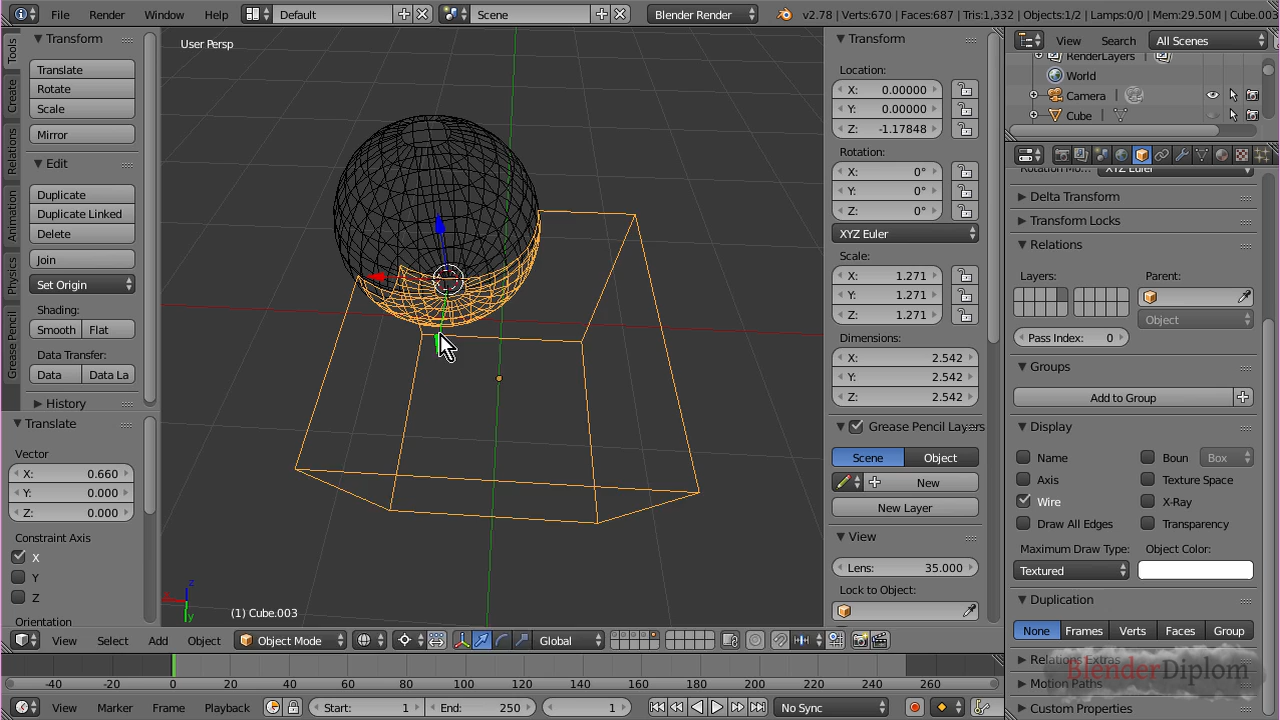 File Render Window Help Default Scene Blender Render v2.78 | Verts:670 | Faces:687 | Tris:1,332 | Objects:1/2 | Lamps:0/0 | Mem:29.50M | Cube.003
Tools
Create
Relations
Animation
Physics
Grease Pencil
Transform
Translate
Rotate
Scale
Mirror
Edit
Duplicate
Duplicate Linked
Delete
Join
Set Origin
Shading:
Smooth Flat
Data Transfer:
Data Data La
History
Translate
Vector
X: 0.660
Y: 0.000
Z: 0.000
Constraint Axis
X
Y
Z
Orientation
User Persp
z
y
(1) Cube.003
Transform
Location:
X: 0.00000
Y: 0.00000
Z: -1.17848
Rotation:
X: 0°
Y: 0°
Z: 0°
XYZ Euler
Scale:
X: 1.271
Y: 1.271
Z: 1.271
Dimensions:
X: 2.542
Y: 2.542
Z: 2.542
Grease Pencil Layers
Scene Object
New
New Layer
View
Lens: 35.000
Lock to Object:
View Search All Scenes
RenderLayers
World
Camera
Cube
XYZ Euler
Delta Transform
Transform Locks
Relations
Layers: Parent:
Object
Pass Index: 0
Groups
Add to Group
Display
Name Boun Box
Axis Texture Space
Wire X-Ray
Draw All Edges Transparency
Maximum Draw Type: Object Color:
Textured
Duplication
None Frames Verts Faces Group
Relations Extras
Motion Paths
Custom Properties
BlenderDiplom
View Select Add Object Object Mode Global
-40 -20 0 20 40 60 80 100 120 140 160 180 200 220 240 260
View Marker Frame Playback Start: 1 End: 250 1 No Sync